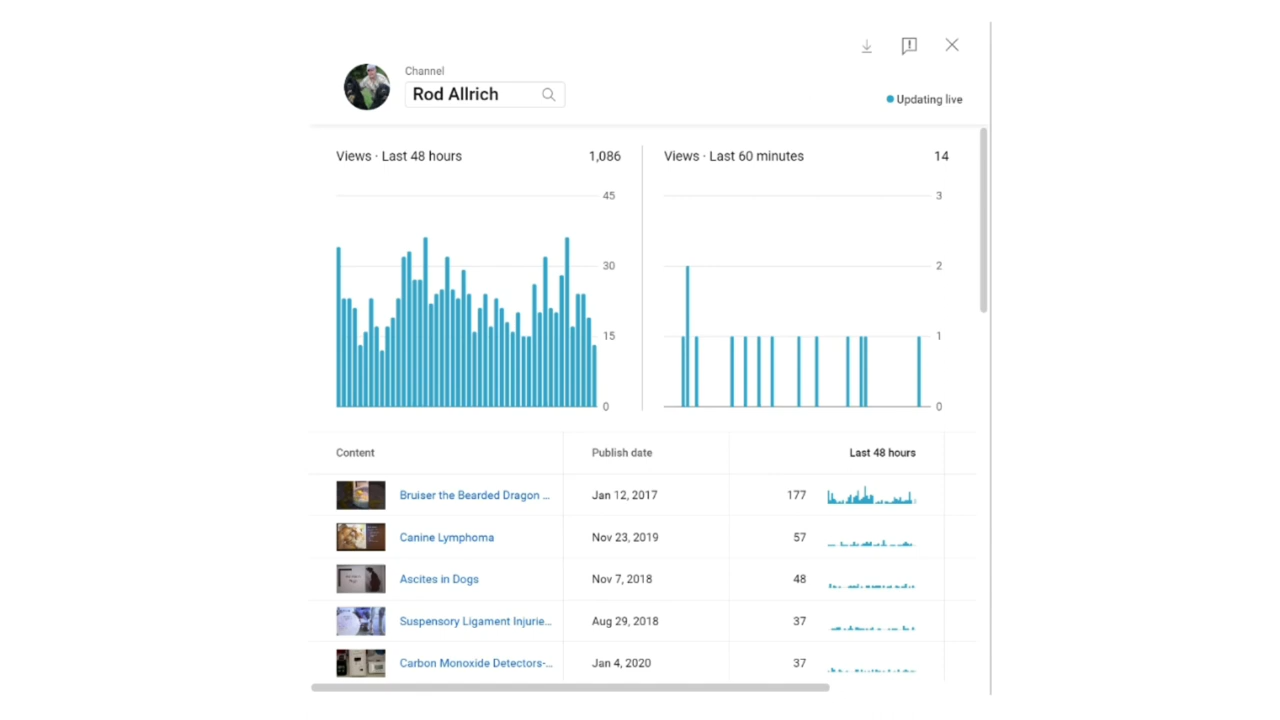 Channel
Rod Allrich
Updating live
Views · Last 48 hours 1,086
45
30
15
0
Views · Last 60 minutes 14
3
2
1
0
Content Publish date Last 48 hours
Bruiser the Bearded Dragon ... Jan 12, 2017 177
Canine Lymphoma Nov 23, 2019 57
Ascites in Dogs Nov 7, 2018 48
Suspensory Ligament Injurie... Aug 29, 2018 37
Carbon Monoxide Detectors-... Jan 4, 2020 37